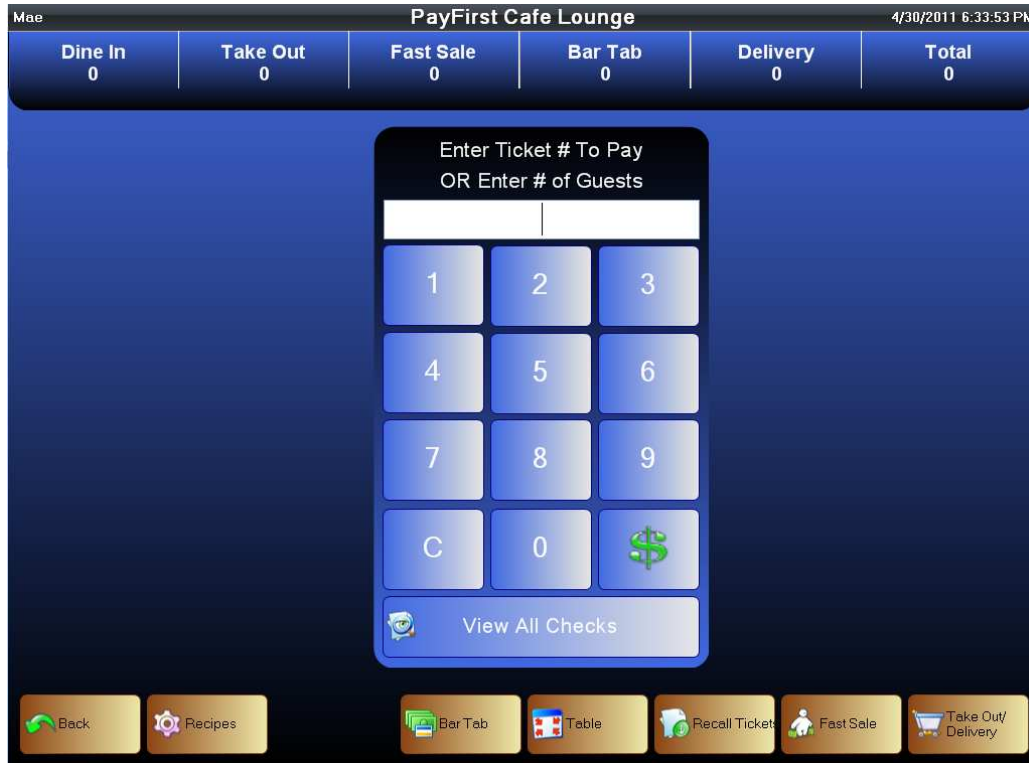 Mae PayFirst Cafe Lounge 4/30/2011 6:33:53 PM
Dine In Take Out Fast Sale Bar Tab Delivery Total
0 0 0 0 0 0
Enter Ticket # To Pay
OR Enter # of Guests
1 2 3
4 5 6
7 8 9
C 0 $
View All Checks
Back Recipes Bar Tab Table Recall Tickets Fast Sale Take Out/
Delivery